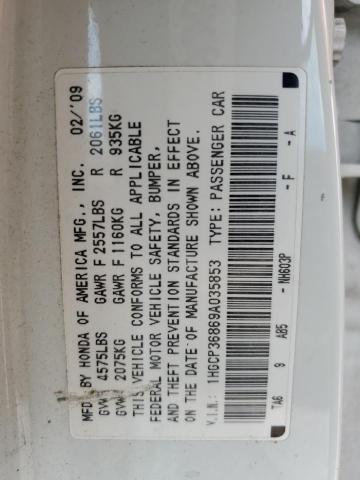 MFD. BY HONDA OF AMERICA MFG., INC. 02/'09
GVWR 4575LBS GAWR F 2557LBS R 2061LBS
GVWR 2075KG GAWR F 1160KG R 935KG
THIS VEHICLE CONFORMS TO ALL APPLICABLE
FEDERAL MOTOR VEHICLE SAFETY, BUMPER,
AND THEFT PREVENTION STANDARDS IN EFFECT
ON THE DATE OF MANUFACTURE SHOWN ABOVE.
V.I.N.: 1HGCP36869A035853 TYPE: PASSENGER CAR
TA6 9 AB5 - NH603P - F - A